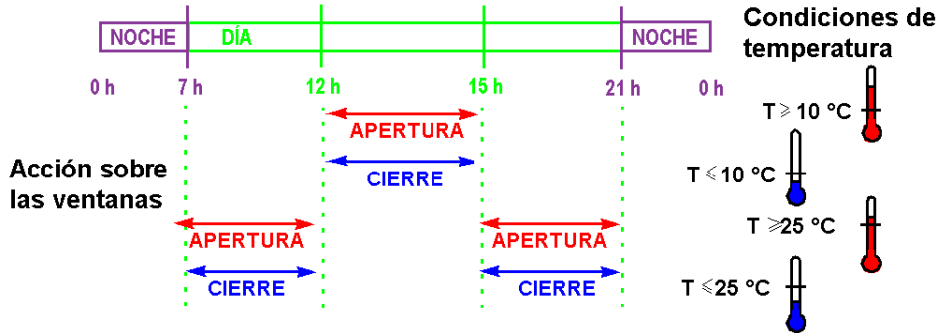 NOCHE DÍA NOCHE
0 h 7 h 12 h 15 h 21 h 0 h
Condiciones de
temperatura
T ⩾ 10 °C
APERTURA
T ⩽ 10 °C
CIERRE
Acción sobre
las ventanas
T ⩾ 25 °C
APERTURA APERTURA
T ⩽ 25 °C
CIERRE CIERRE